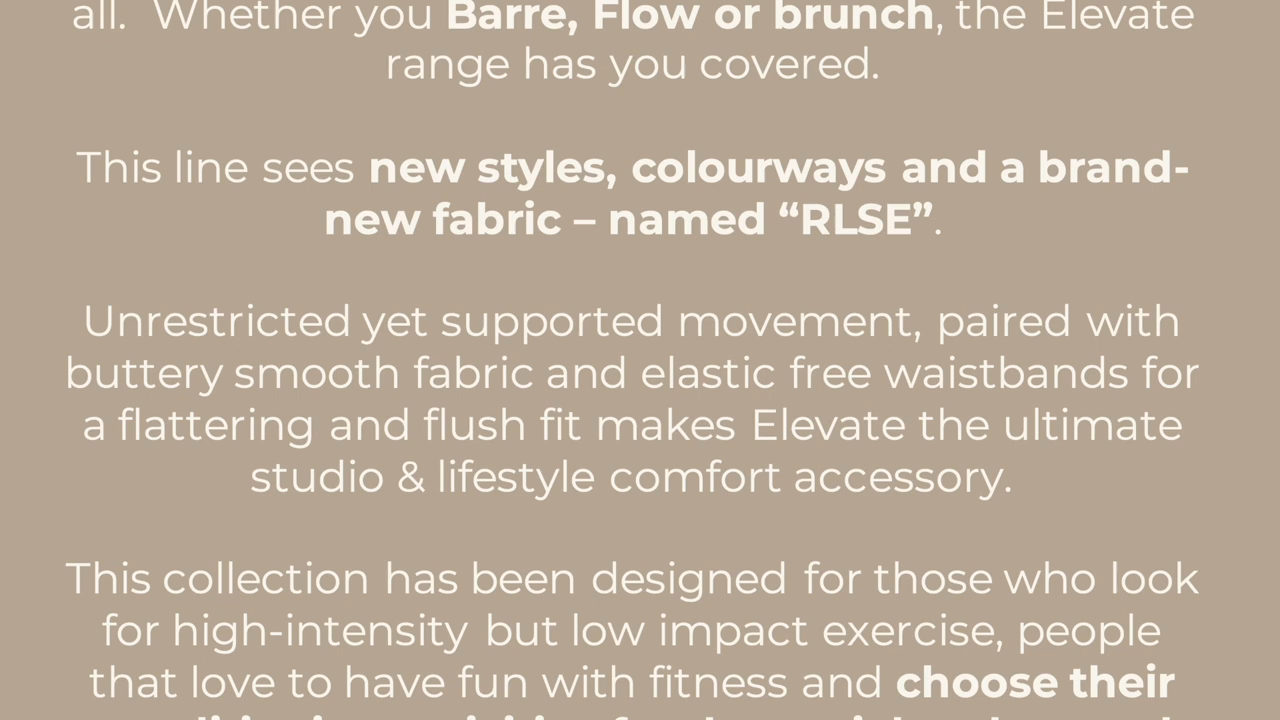 all. Whether you Barre, Flow or brunch, the Elevate
range has you covered.
This line sees new styles, colourways and a brand-
new fabric – named “RLSE”.
Unrestricted yet supported movement, paired with
buttery smooth fabric and elastic free waistbands for
a flattering and flush fit makes Elevate the ultimate
studio & lifestyle comfort accessory.
This collection has been designed for those who look
for high-intensity but low impact exercise, people
that love to have fun with fitness and choose their